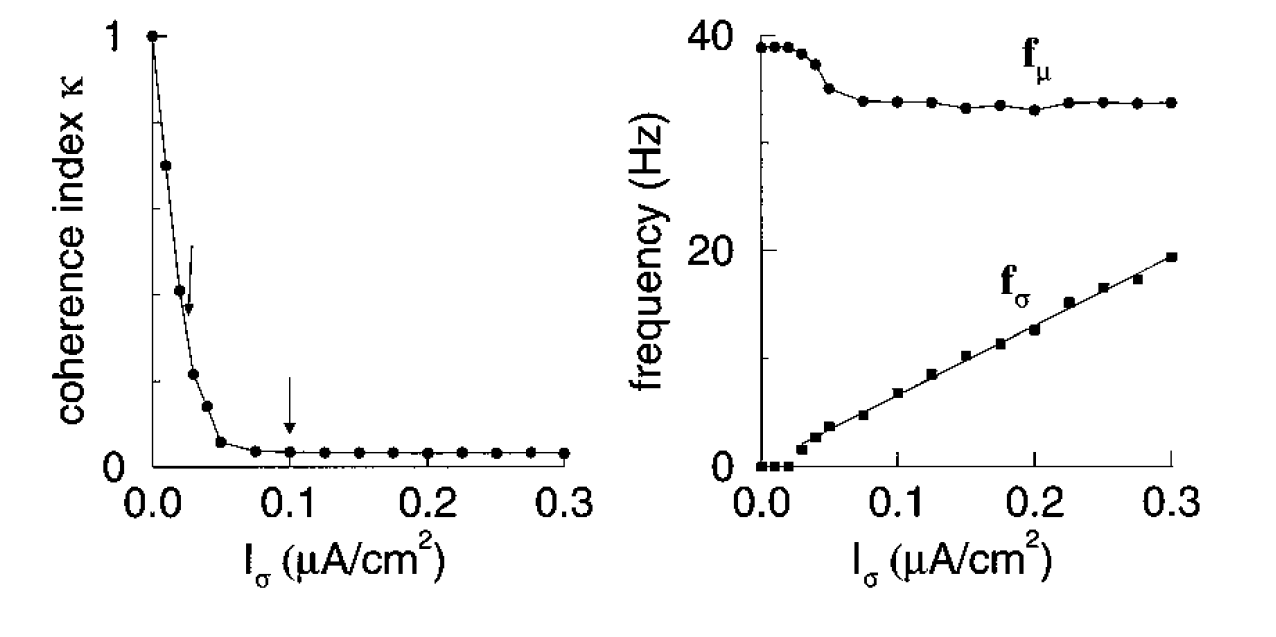 coherence index κ
1
0
0.0 0.1 0.2 0.3
I_σ (μA/cm²)
frequency (Hz)
40
20
0
f_μ
f_σ
0.0 0.1 0.2 0.3
I_σ (μA/cm²)